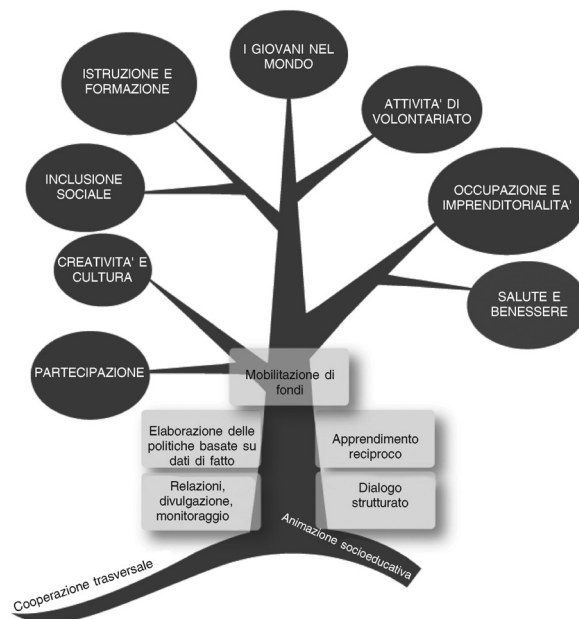 I GIOVANI NEL
MONDO
ISTRUZIONE E
FORMAZIONE
ATTIVITA' DI
VOLONTARIATO
INCLUSIONE
SOCIALE
OCCUPAZIONE E
IMPRENDITORIALITA'
CREATIVITA' E
CULTURA
SALUTE E
BENESSERE
PARTECIPAZIONE
Mobilitazione di
fondi
Elaborazione delle
politiche basate su
dati di fatto
Apprendimento
reciproco
Relazioni,
divulgazione,
monitoraggio
Dialogo
strutturato
Cooperazione trasversale
Animazione socioeducativa